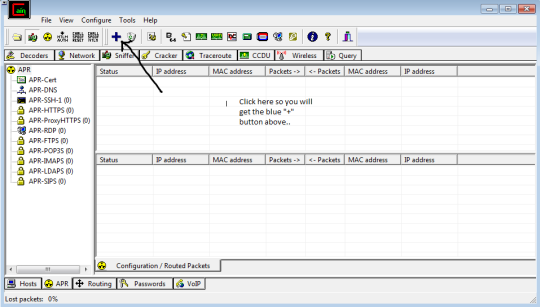 Cain
File View Configure Tools Help
Decoders Network Sniffer Cracker Traceroute CCDU Wireless Query
APR
APR-Cert
APR-DNS
APR-SSH-1 (0)
APR-HTTPS (0)
APR-ProxyHTTPS (0)
APR-RDP (0)
APR-FTPS (0)
APR-POP3S (0)
APR-IMAPS (0)
APR-LDAPS (0)
APR-SIPS (0)
Status IP address MAC address Packets -> <- Packets MAC address IP address
Click here so you will
get the blue "+"
button above..
Status IP address MAC address Packets -> <- Packets MAC address IP address
Configuration / Routed Packets
Hosts APR Routing Passwords VoIP
Lost packets: 0%